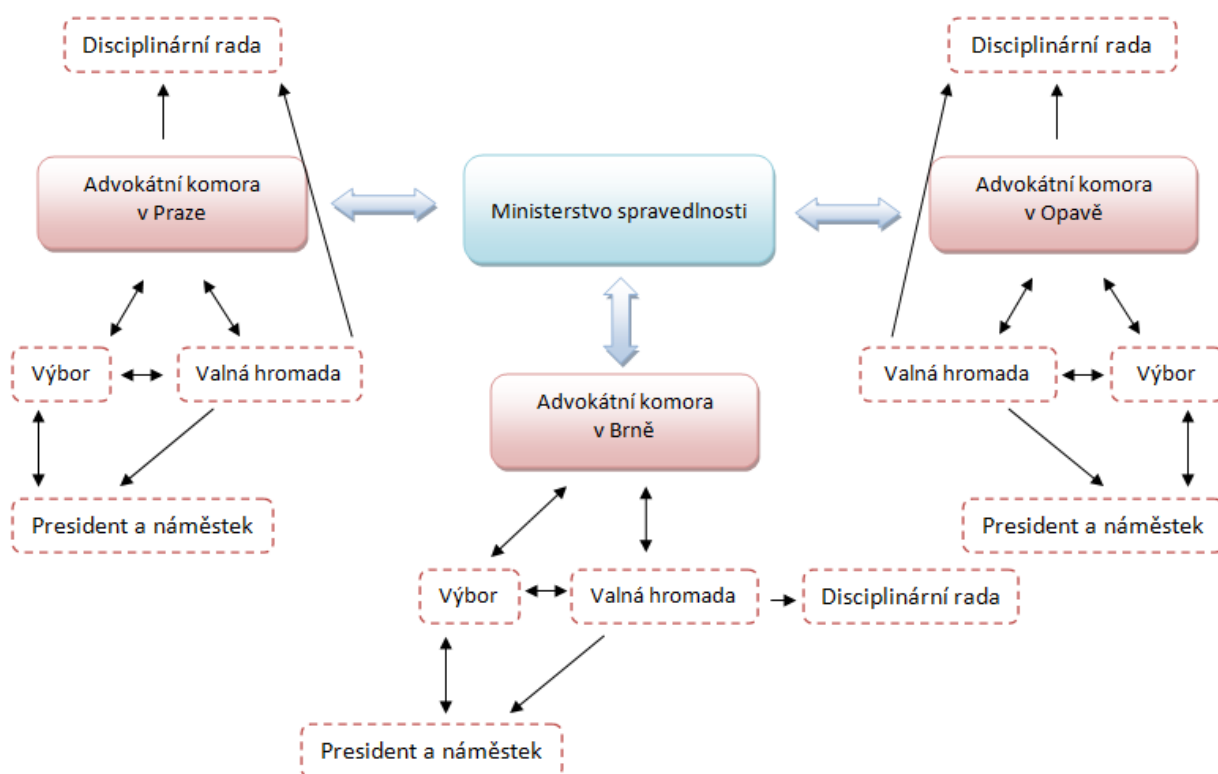 Disciplinární rada
Disciplinární rada
Advokátní komora
v Praze
Ministerstvo spravedlnosti
Advokátní komora
v Opavě
Výbor
Valná hromada
Valná hromada
Výbor
Advokátní komora
v Brně
President a náměstek
President a náměstek
Výbor
Valná hromada
Disciplinární rada
President a náměstek